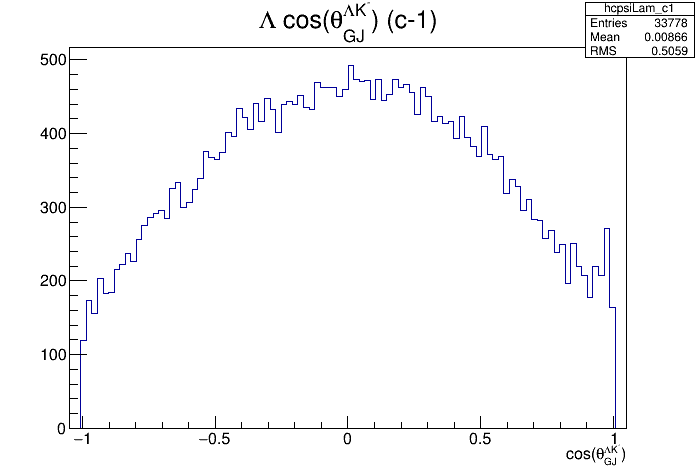 Λ cos(θ^{ΛK^-}_{GJ}) (c-1)
hcpsiLam_c1
Entries 33778
Mean 0.00866
RMS 0.5059
500
400
300
200
100
0
−1 −0.5 0 0.5 1
cos(θ^{ΛK^-}_{GJ})